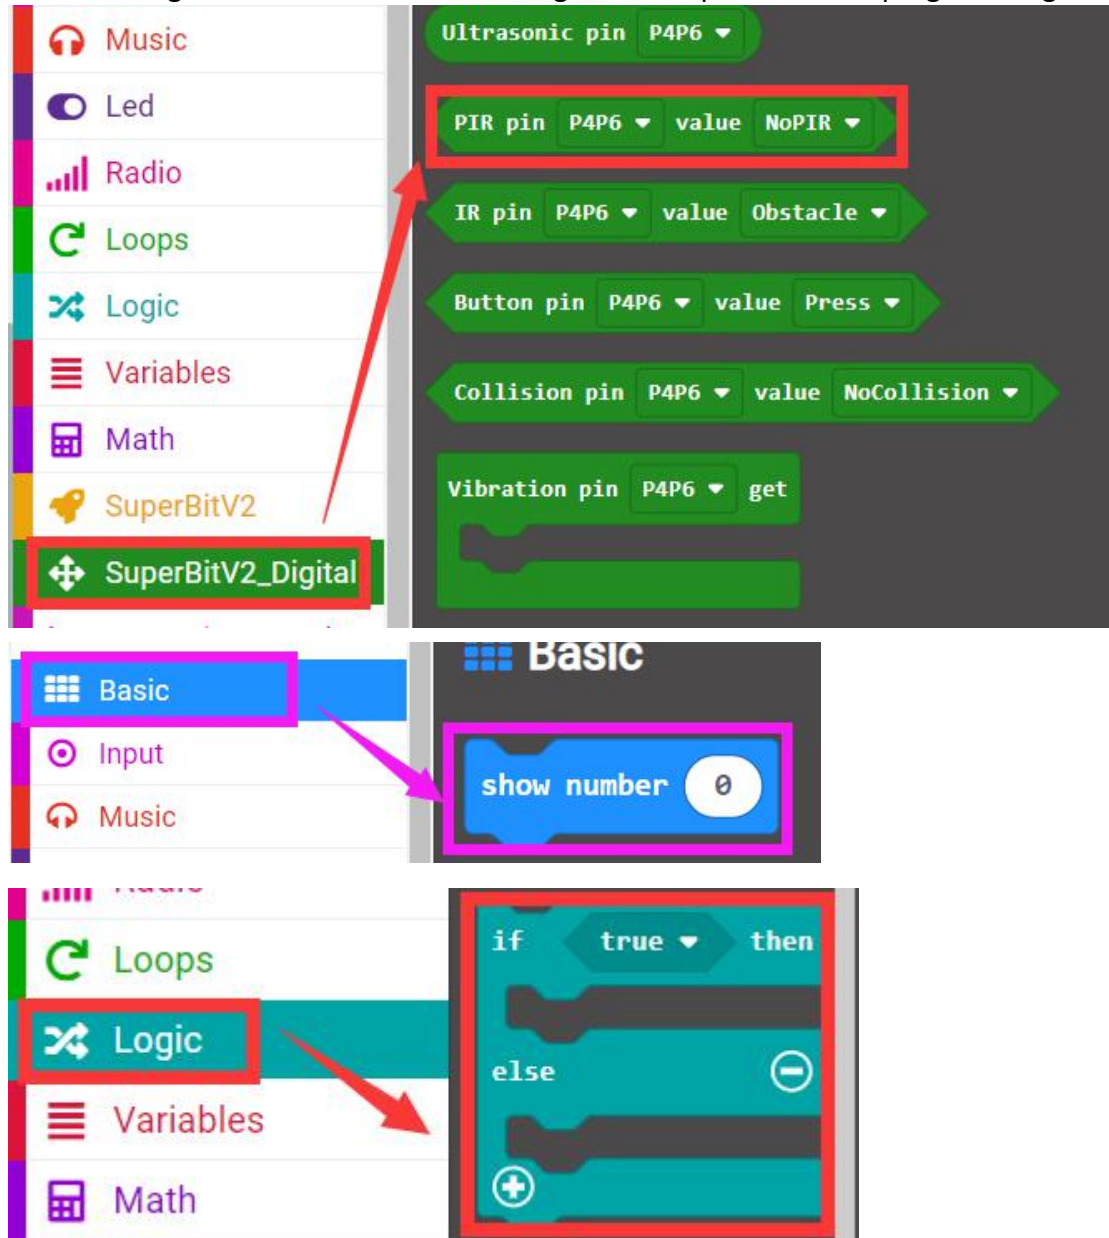 Music
Led
Radio
Loops
Logic
Variables
Math
SuperBitV2
SuperBitV2_Digital
Ultrasonic pin P4P6
PIR pin P4P6 value NoPIR
IR pin P4P6 value Obstacle
Button pin P4P6 value Press
Collision pin P4P6 value NoCollision
Vibration pin P4P6 get
Basic
Input
Music
Basic
show number 0
Loops
Logic
Variables
Math
if true then
else